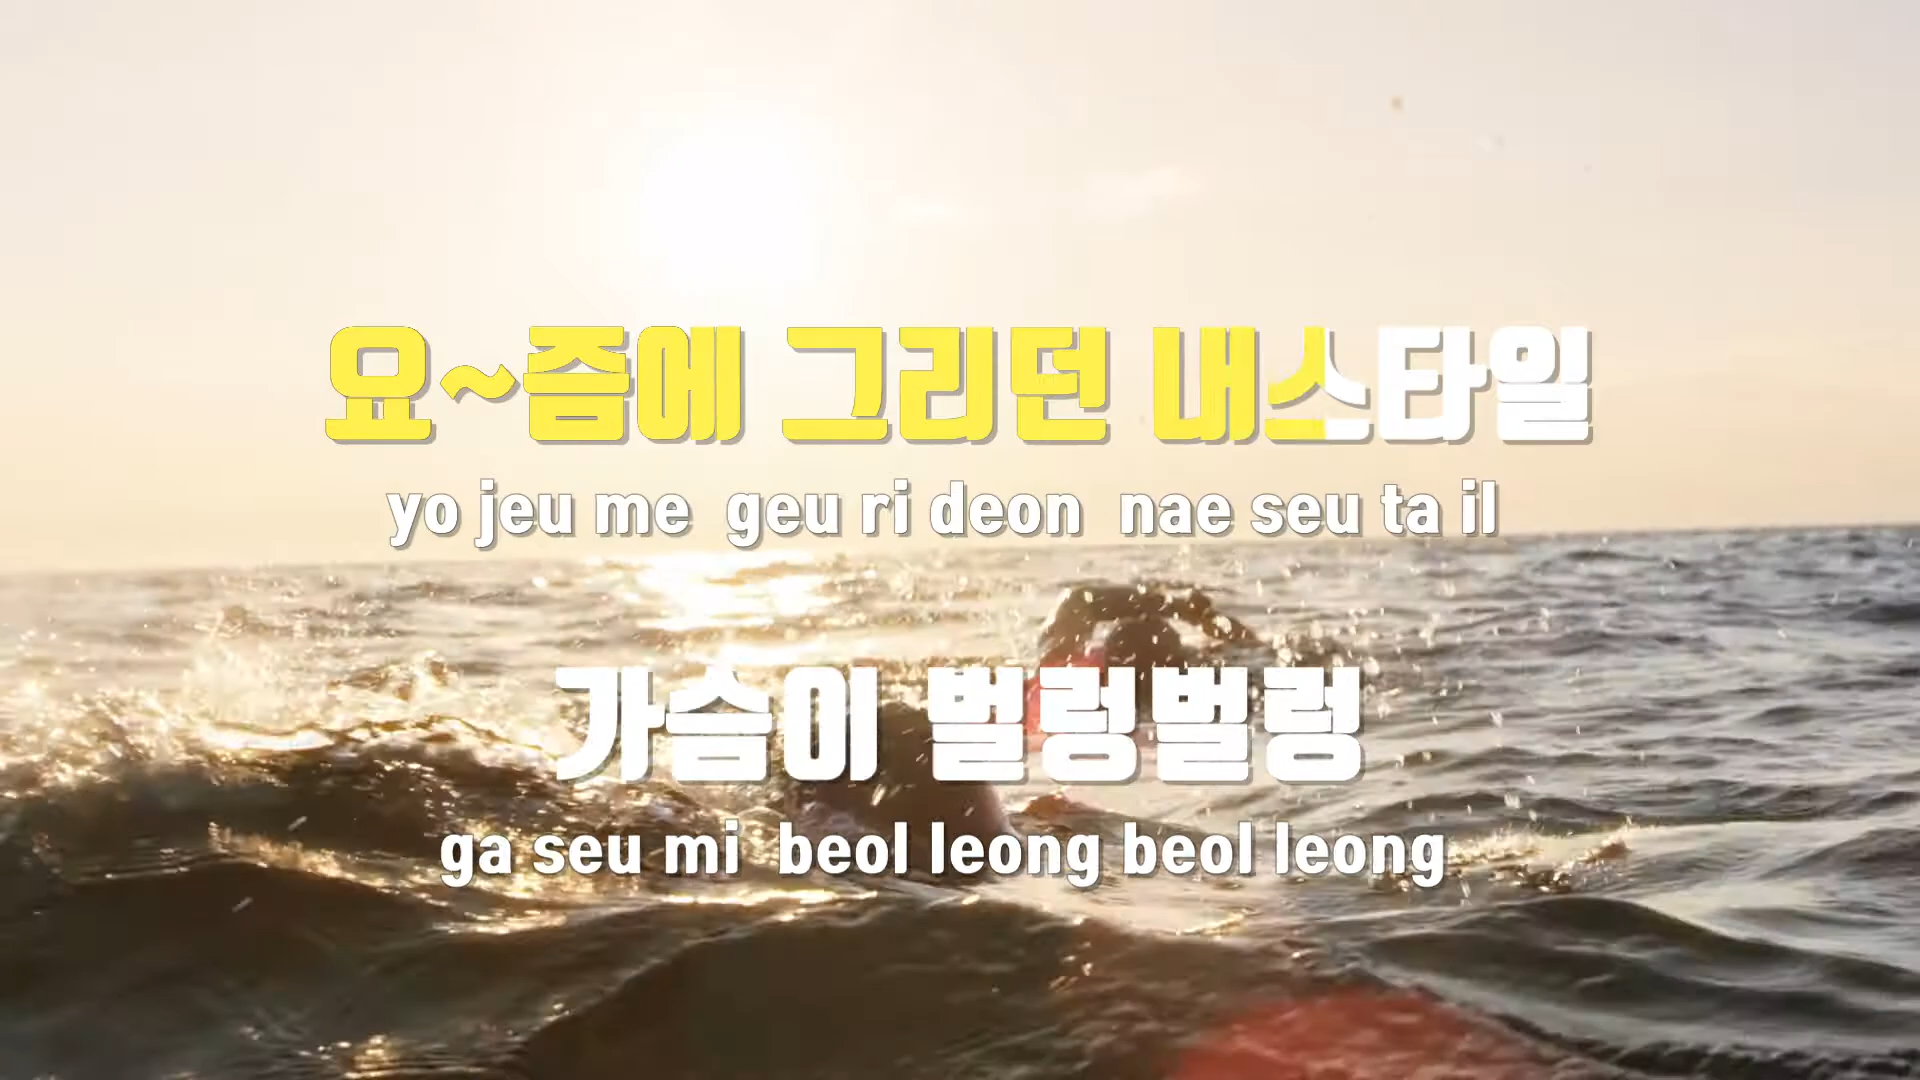 요~즘에 그리던 내스타일
yo jeu me geu ri deon nae seu ta il
가슴이 벌렁벌렁
ga seu mi beol leong beol leong